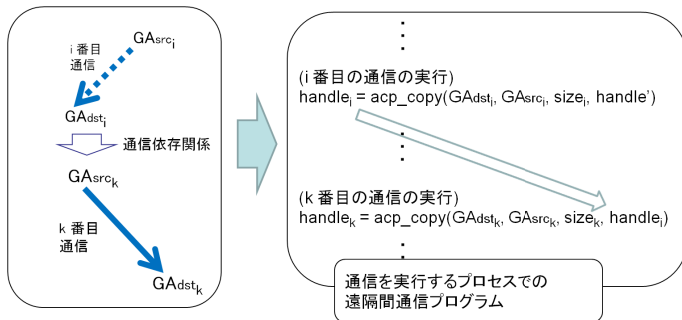 GAsrci
i 番目
通信
GAdsti
通信依存関係
GAsrck
k 番目
通信
GAdstk
(i 番目の通信の実行)
handlei = acp_copy(GAdsti, GAsrci, sizei, handle’)
(k 番目の通信の実行)
handlek = acp_copy(GAdstk, GAsrck, sizek, handlei)
通信を実行するプロセスでの
遠隔間通信プログラム